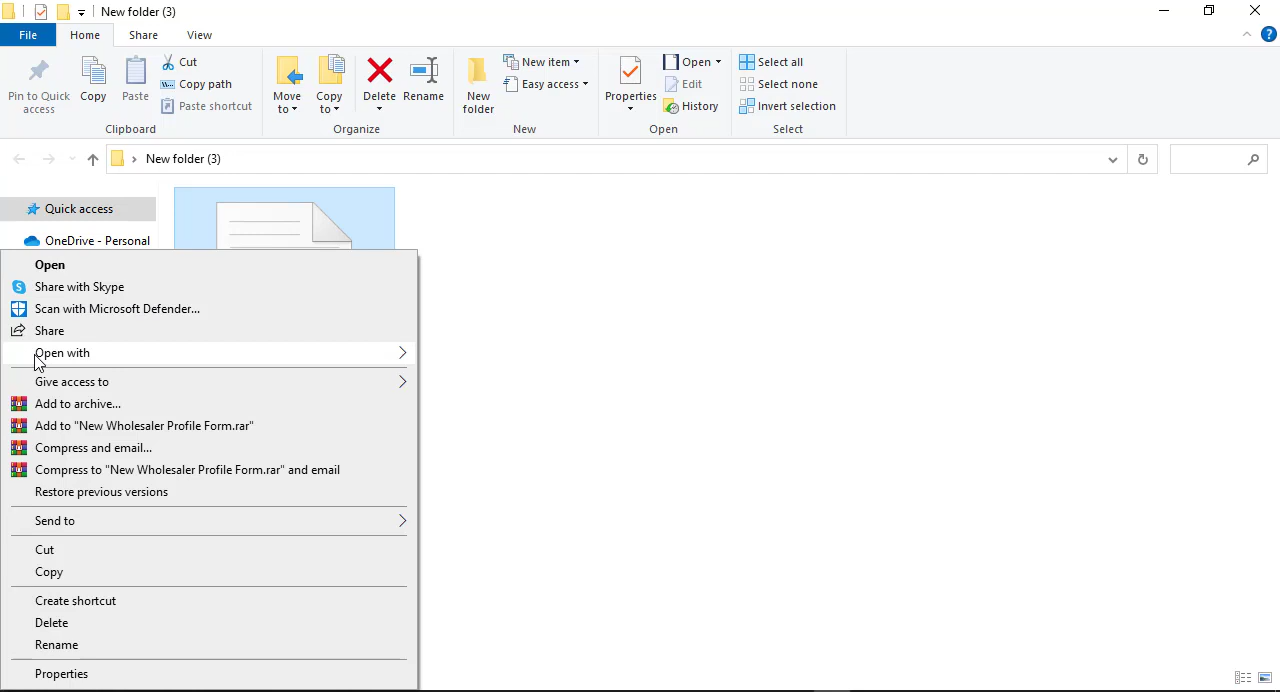 New folder (3)
File Home Share View
Pin to Quick access
Copy
Paste
Cut
Copy path
Paste shortcut
Clipboard
Move to
Copy to
Delete
Rename
Organize
New folder
New item
Easy access
New
Properties
Open
Edit
History
Open
Select all
Select none
Invert selection
Select
New folder (3)
Quick access
OneDrive - Personal
Open
Share with Skype
Scan with Microsoft Defender...
Share
Open with
Give access to
Add to archive...
Add to "New Wholesaler Profile Form.rar"
Compress and email...
Compress to "New Wholesaler Profile Form.rar" and email
Restore previous versions
Send to
Cut
Copy
Create shortcut
Delete
Rename
Properties